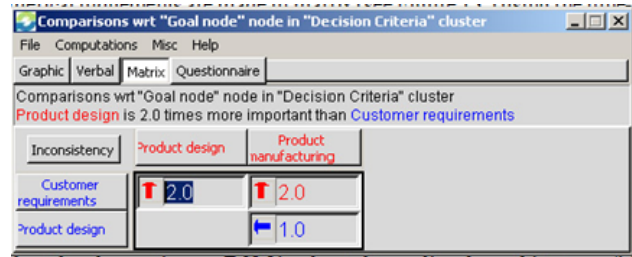 Comparisons wrt "Goal node" node in "Decision Criteria" cluster
File Computations Misc Help
Graphic Verbal Matrix Questionnaire
Comparisons wrt "Goal node" node in "Decision Criteria" cluster
Product design is 2.0 times more important than Customer requirements
Inconsistency Product design Product
manufacturing
Customer
requirements 2.0 2.0
Product design 1.0